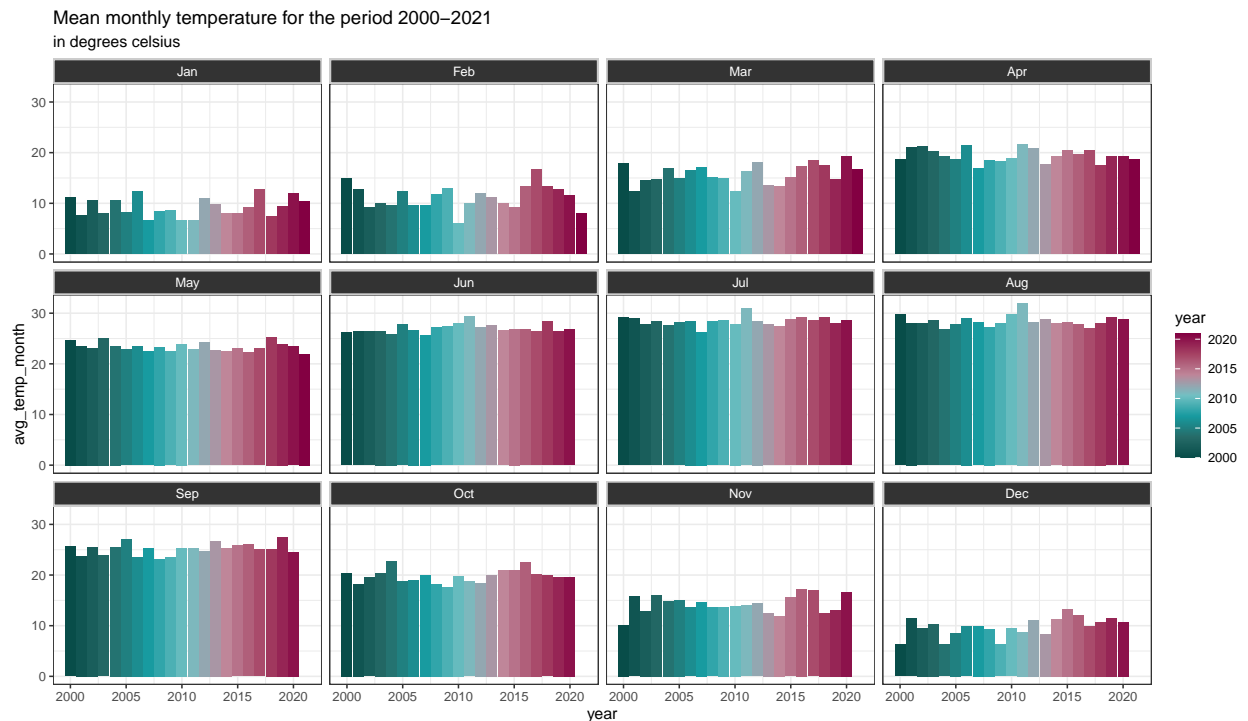 Mean monthly temperature for the period 2000–2021
in degrees celsius
Jan
Feb
Mar
Apr
30
20
10
0
May
Jun
Jul
Aug
30
20
10
0
Sep
Oct
Nov
Dec
30
20
10
0
2000 2005 2010 2015 2020
2000 2005 2010 2015 2020
2000 2005 2010 2015 2020
2000 2005 2010 2015 2020
year
avg_temp_month
year
2020
2015
2010
2005
2000